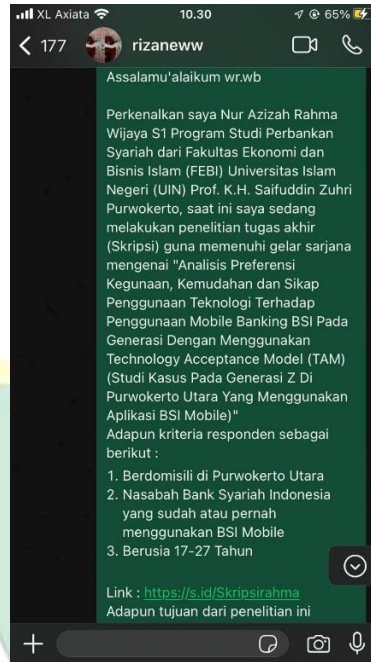 XL Axiata 10.30 65%
177 rizaneww
Assalamu'alaikum wr.wb
Perkenalkan saya Nur Azizah Rahma
Wijaya S1 Program Studi Perbankan
Syariah dari Fakultas Ekonomi dan
Bisnis Islam (FEBI) Universitas Islam
Negeri (UIN) Prof. K.H. Saifuddin Zuhri
Purwokerto, saat ini saya sedang
melakukan penelitian tugas akhir
(Skripsi) guna memenuhi gelar sarjana
mengenai "Analisis Preferensi
Kegunaan, Kemudahan dan Sikap
Penggunaan Teknologi Terhadap
Penggunaan Mobile Banking BSI Pada
Generasi Dengan Menggunakan
Technology Acceptance Model (TAM)
(Studi Kasus Pada Generasi Z Di
Purwokerto Utara Yang Menggunakan
Aplikasi BSI Mobile)"
Adapun kriteria responden sebagai
berikut :
1. Berdomisili di Purwokerto Utara
2. Nasabah Bank Syariah Indonesia
yang sudah atau pernah
menggunakan BSI Mobile
3. Berusia 17-27 Tahun
Link : https://s.id/Skripsirahma
Adapun tujuan dari penelitian ini